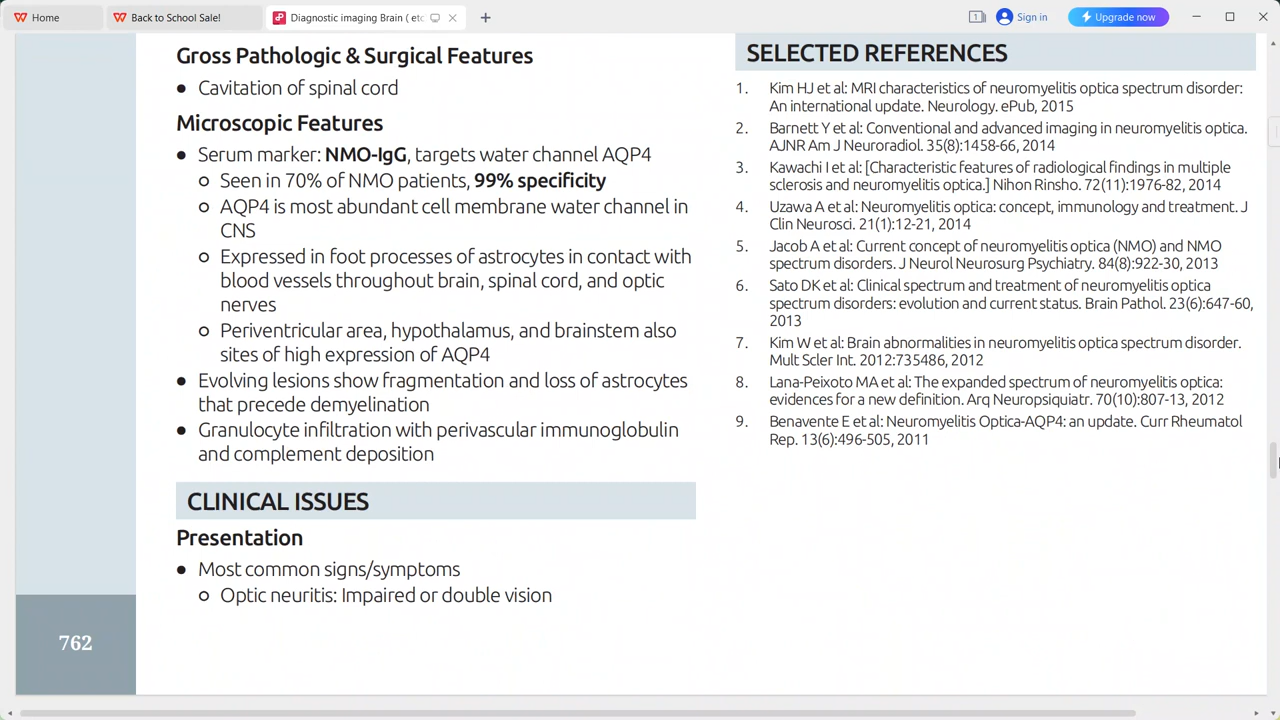 Home
Back to School Sale!
Diagnostic imaging Brain ( etc
1
Sign in
Upgrade now
Gross Pathologic & Surgical Features
● Cavitation of spinal cord
Microscopic Features
● Serum marker: NMO-IgG, targets water channel AQP4
○ Seen in 70% of NMO patients, 99% specificity
○ AQP4 is most abundant cell membrane water channel in
CNS
○ Expressed in foot processes of astrocytes in contact with
blood vessels throughout brain, spinal cord, and optic
nerves
○ Periventricular area, hypothalamus, and brainstem also
sites of high expression of AQP4
● Evolving lesions show fragmentation and loss of astrocytes
that precede demyelination
● Granulocyte infiltration with perivascular immunoglobulin
and complement deposition
CLINICAL ISSUES
Presentation
● Most common signs/symptoms
○ Optic neuritis: Impaired or double vision
762
SELECTED REFERENCES
1. Kim HJ et al: MRI characteristics of neuromyelitis optica spectrum disorder:
An international update. Neurology. ePub, 2015
2. Barnett Y et al: Conventional and advanced imaging in neuromyelitis optica.
AJNR Am J Neuroradiol. 35(8):1458-66, 2014
3. Kawachi I et al: [Characteristic features of radiological findings in multiple
sclerosis and neuromyelitis optica.] Nihon Rinsho. 72(11):1976-82, 2014
4. Uzawa A et al: Neuromyelitis optica: concept, immunology and treatment. J
Clin Neurosci. 21(1):12-21, 2014
5. Jacob A et al: Current concept of neuromyelitis optica (NMO) and NMO
spectrum disorders. J Neurol Neurosurg Psychiatry. 84(8):922-30, 2013
6. Sato DK et al: Clinical spectrum and treatment of neuromyelitis optica
spectrum disorders: evolution and current status. Brain Pathol. 23(6):647-60,
2013
7. Kim W et al: Brain abnormalities in neuromyelitis optica spectrum disorder.
Mult Scler Int. 2012:735486, 2012
8. Lana-Peixoto MA et al: The expanded spectrum of neuromyelitis optica:
evidences for a new definition. Arq Neuropsiquiatr. 70(10):807-13, 2012
9. Benavente E et al: Neuromyelitis Optica-AQP4: an update. Curr Rheumatol
Rep. 13(6):496-505, 2011